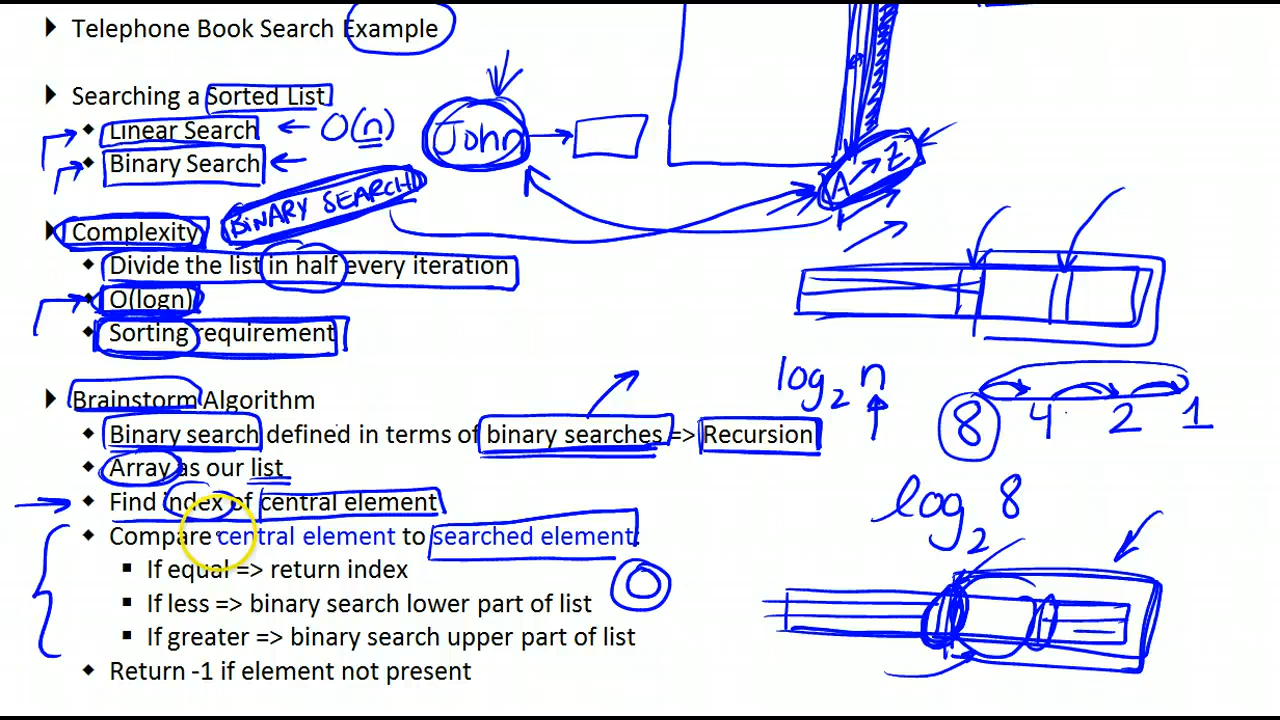 Telephone Book Search Example
Searching a Sorted List
Linear Search ← O(n)
Binary Search ←
John
A → Z
BINARY SEARCH
Complexity
Divide the list in half every iteration
O(logn)
Sorting requirement
log₂ n
8 4 2 1
Brainstorm Algorithm
Binary search defined in terms of binary searches => Recursion
Array as our list
Find index of central element
log₂ 8
Compare central element to searched element:
If equal => return index
If less => binary search lower part of list
If greater => binary search upper part of list
Return -1 if element not present